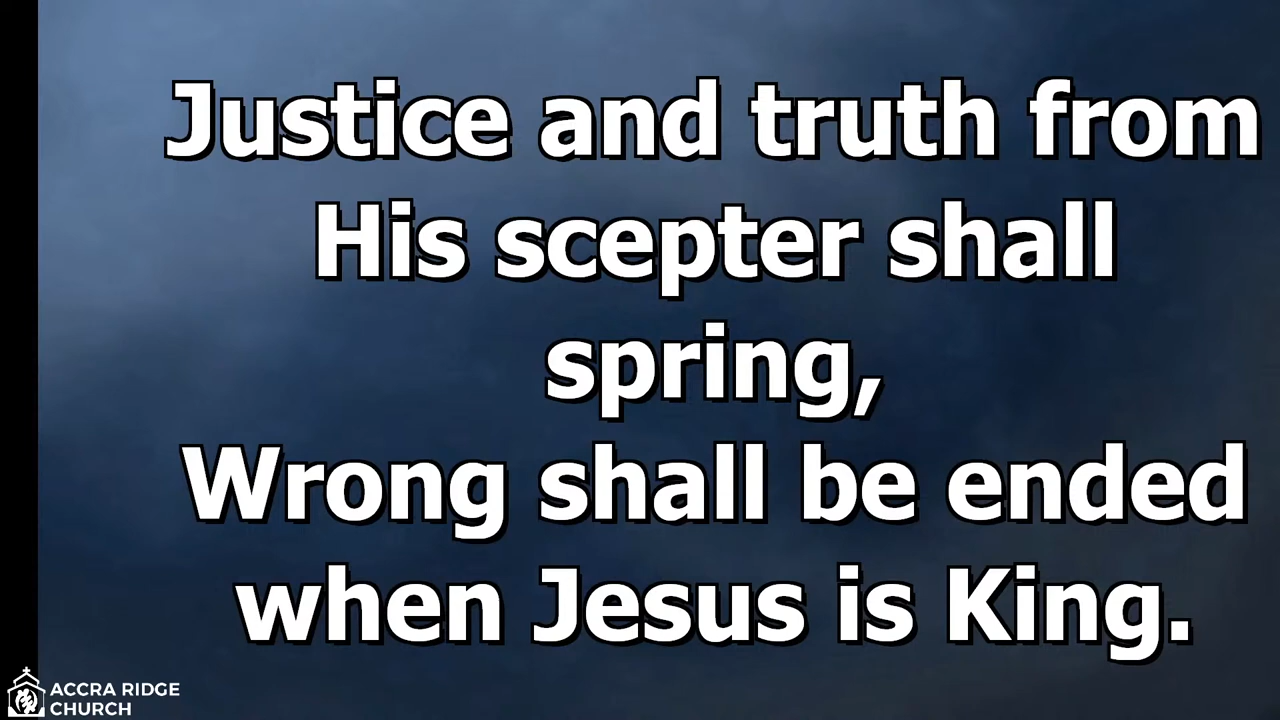 Justice and truth from
His scepter shall
spring,
Wrong shall be ended
when Jesus is King.
ACCRA RIDGE
CHURCH